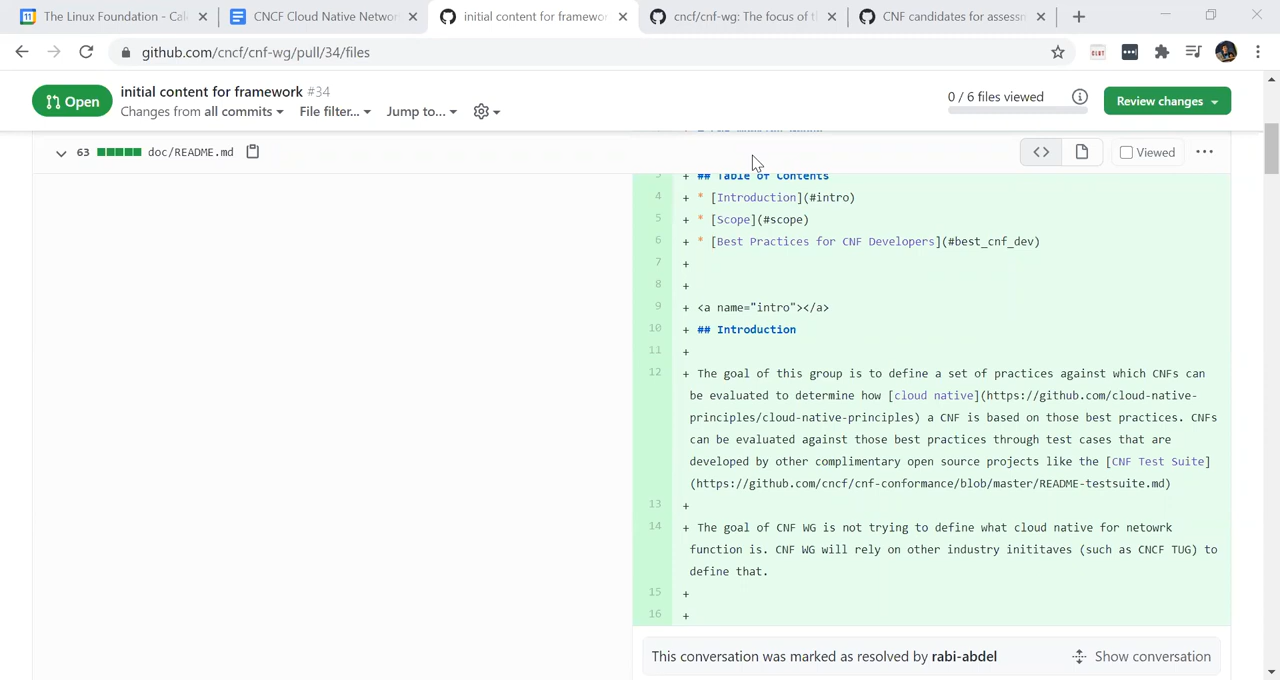 The Linux Foundation - Cal
CNCF Cloud Native Networ
initial content for framewor
cncf/cnf-wg: The focus of th
CNF candidates for assessm
github.com/cncf/cnf-wg/pull/34/files
Open
initial content for framework #34
Changes from all commits File filter... Jump to...
0 / 6 files viewed
Review changes
63 doc/README.md
Viewed
3 + ## Table of Contents
4 + * [Introduction](#intro)
5 + * [Scope](#scope)
6 + * [Best Practices for CNF Developers](#best_cnf_dev)
7 +
8 +
9 + <a name="intro"></a>
10 + ## Introduction
11 +
12 + The goal of this group is to define a set of practices against which CNFs can
be evaluated to determine how [cloud native](https://github.com/cloud-native-
principles/cloud-native-principles) a CNF is based on those best practices. CNFs
can be evaluated against those best practices through test cases that are
developed by other complimentary open source projects like the [CNF Test Suite]
(https://github.com/cncf/cnf-conformance/blob/master/README-testsuite.md)
13 +
14 + The goal of CNF WG is not trying to define what cloud native for netowrk
function is. CNF WG will rely on other industry inititaves (such as CNCF TUG) to
define that.
15 +
16 +
This conversation was marked as resolved by rabi-abdel
Show conversation